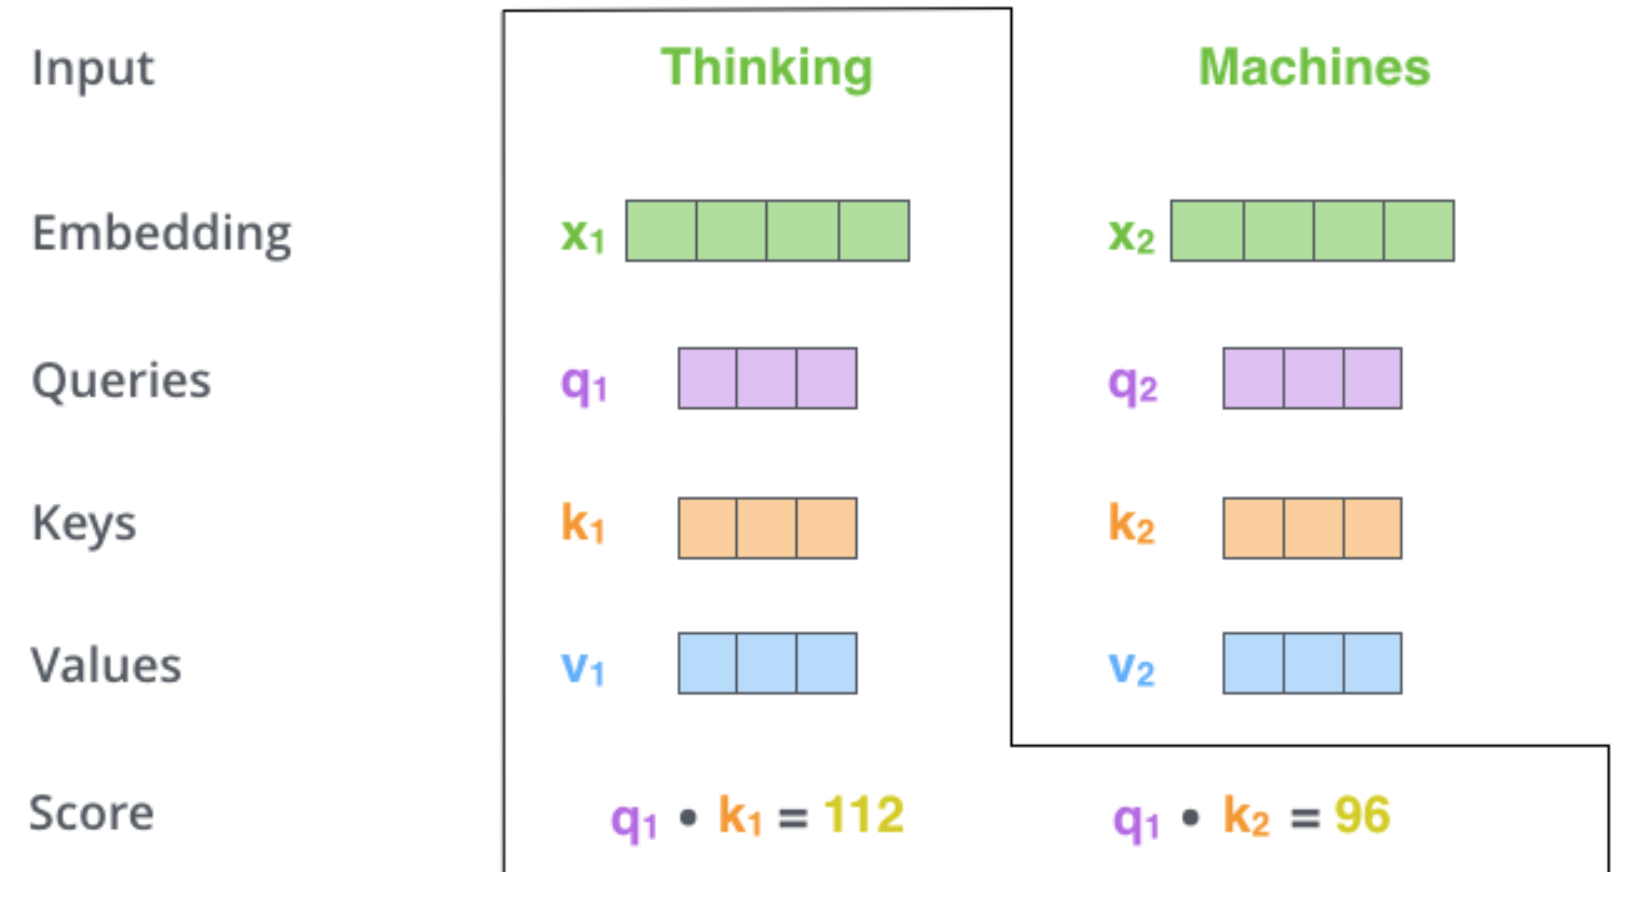 Input Thinking Machines
Embedding x₁ x₂
Queries q₁ q₂
Keys k₁ k₂
Values v₁ v₂
Score q₁ • k₁ = 112 q₁ • k₂ = 96